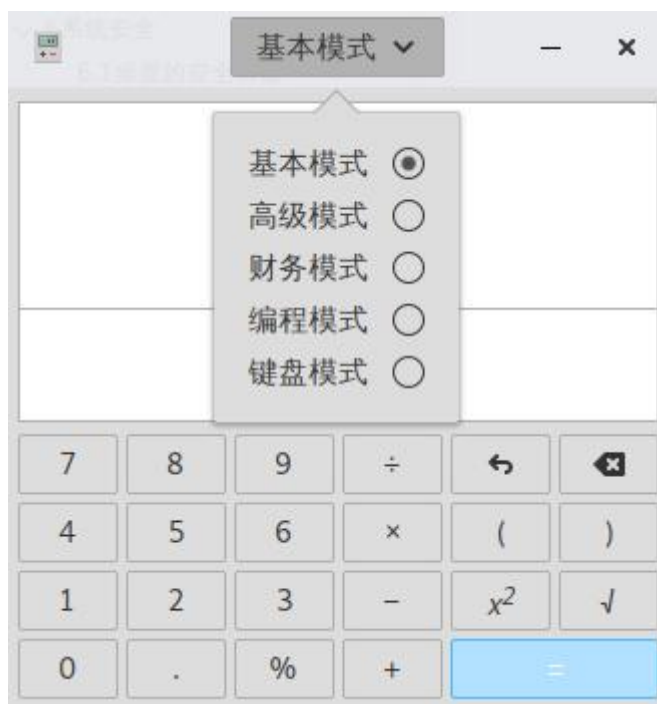 基本模式
基本模式
高级模式
财务模式
编程模式
键盘模式
7 8 9 ÷
4 5 6 × ( )
1 2 3 − x² √
0 . % + =